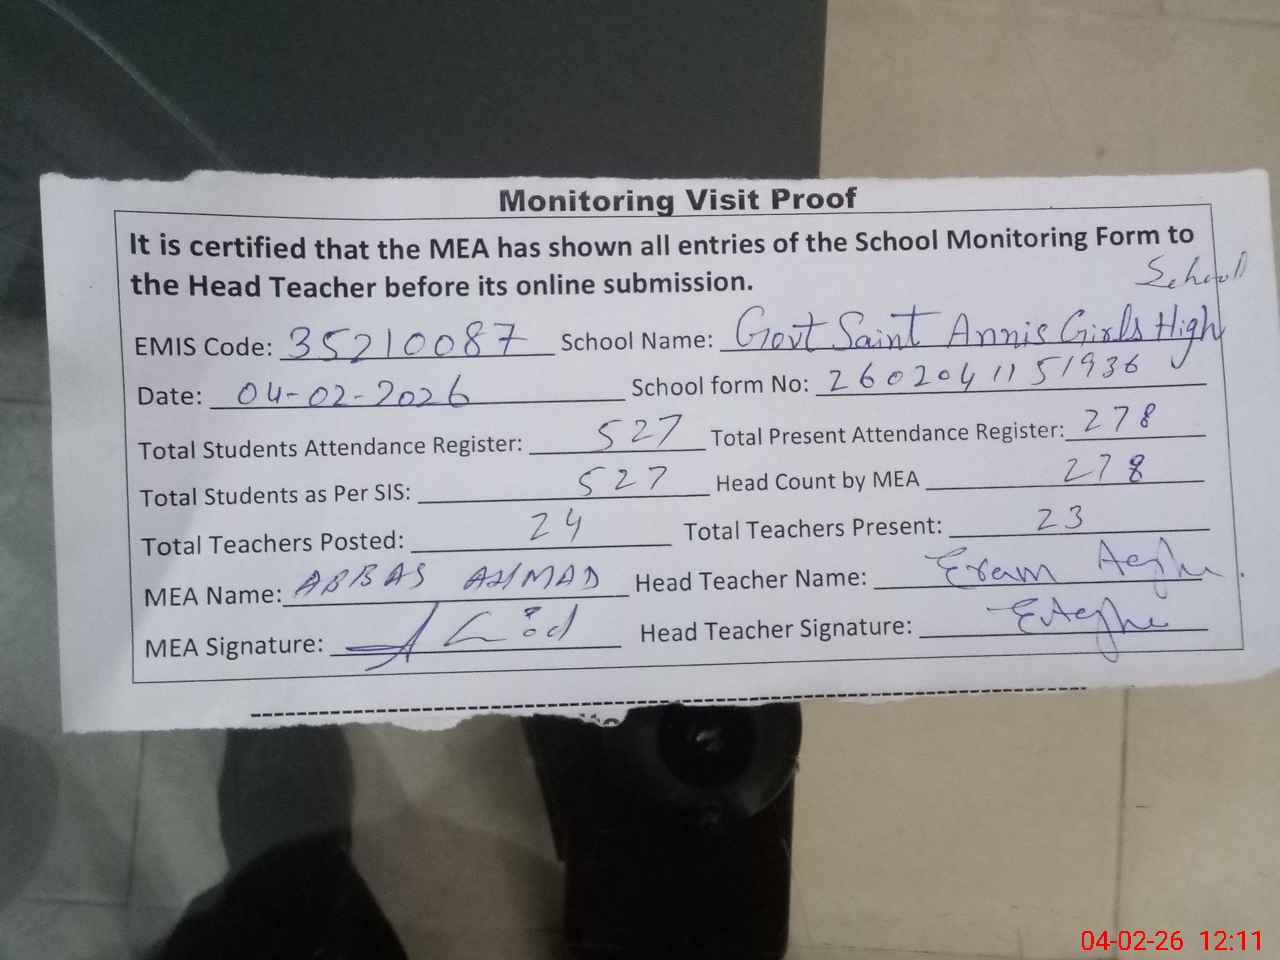 Monitoring Visit Proof
It is certified that the MEA has shown all entries of the School Monitoring Form to
the Head Teacher before its online submission.
EMIS Code: 35210087 School Name: Govt Saint Annis Girls High School
Date: 04-02-2026 School form No: 2602041151936
Total Students Attendance Register: 527 Total Present Attendance Register: 278
Total Students as Per SIS: 527 Head Count by MEA 278
Total Teachers Posted: 24 Total Teachers Present: 23
MEA Name: ABBAS AHMAD Head Teacher Name: Eram
MEA Signature: Head Teacher Signature:
04-02-26 12:11